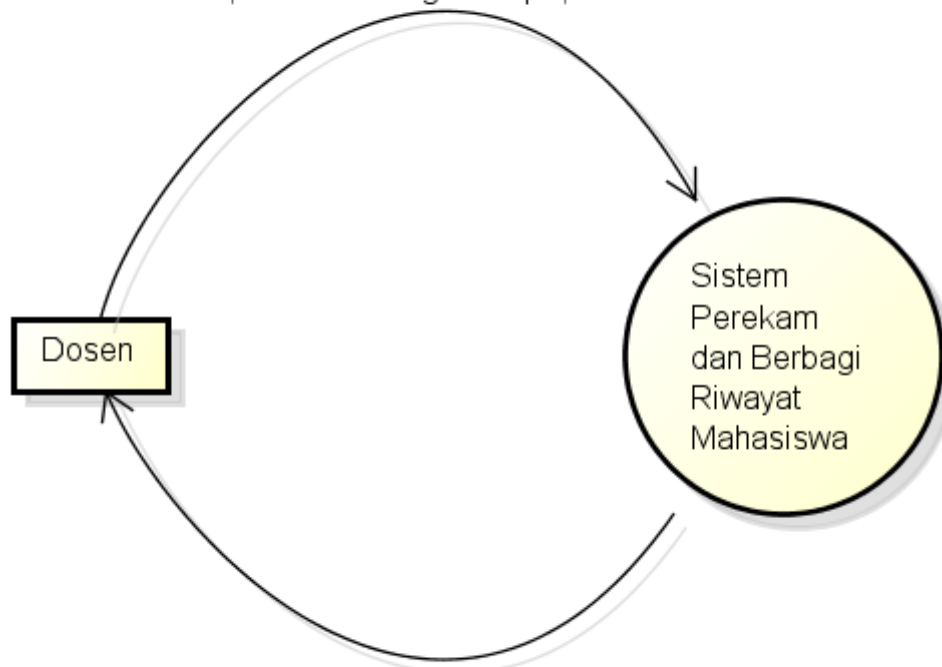 Dosen
Sistem
Perekam
dan Berbagi
Riwayat
Mahasiswa